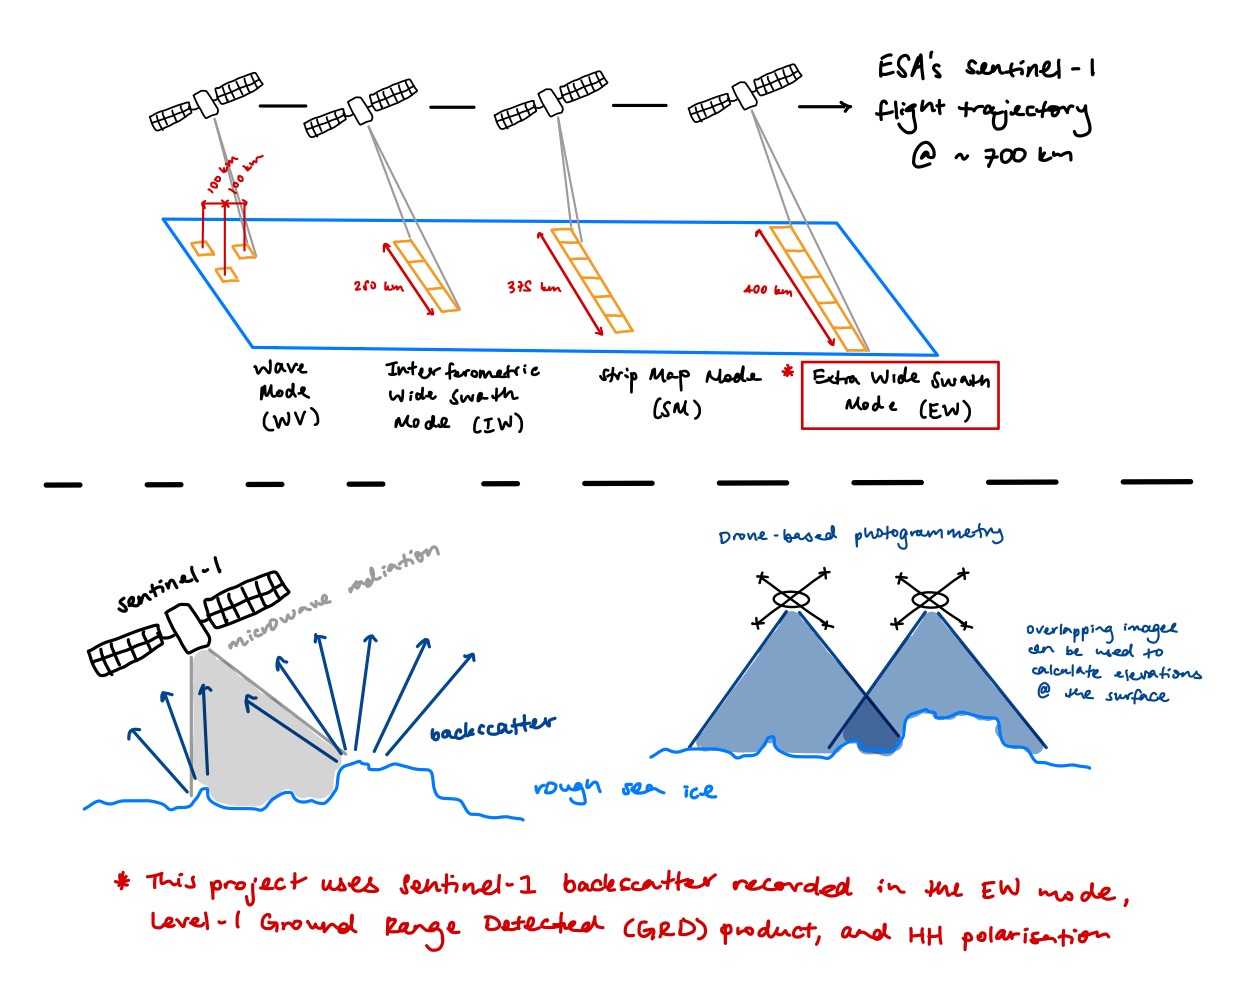 ESA's sentinel-1
flight trajectory
@ ~ 700 km
100 km
100 km
250 km
375 km
400 km
Wave
Mode
(WV)
Interferometric
Wide Swath
Mode (IW)
Strip Map Mode
(SM)
* Extra Wide Swath
Mode (EW)
Sentinel-1
microwave radiation
backscatter
rough sea ice
Drone-based photogrammetry
overlapping images
can be used to
calculate elevations
@ the surface
* This project uses Sentinel-1 backscatter recorded in the EW mode,
Level-1 Ground Range Detected (GRD) product, and HH polarisation